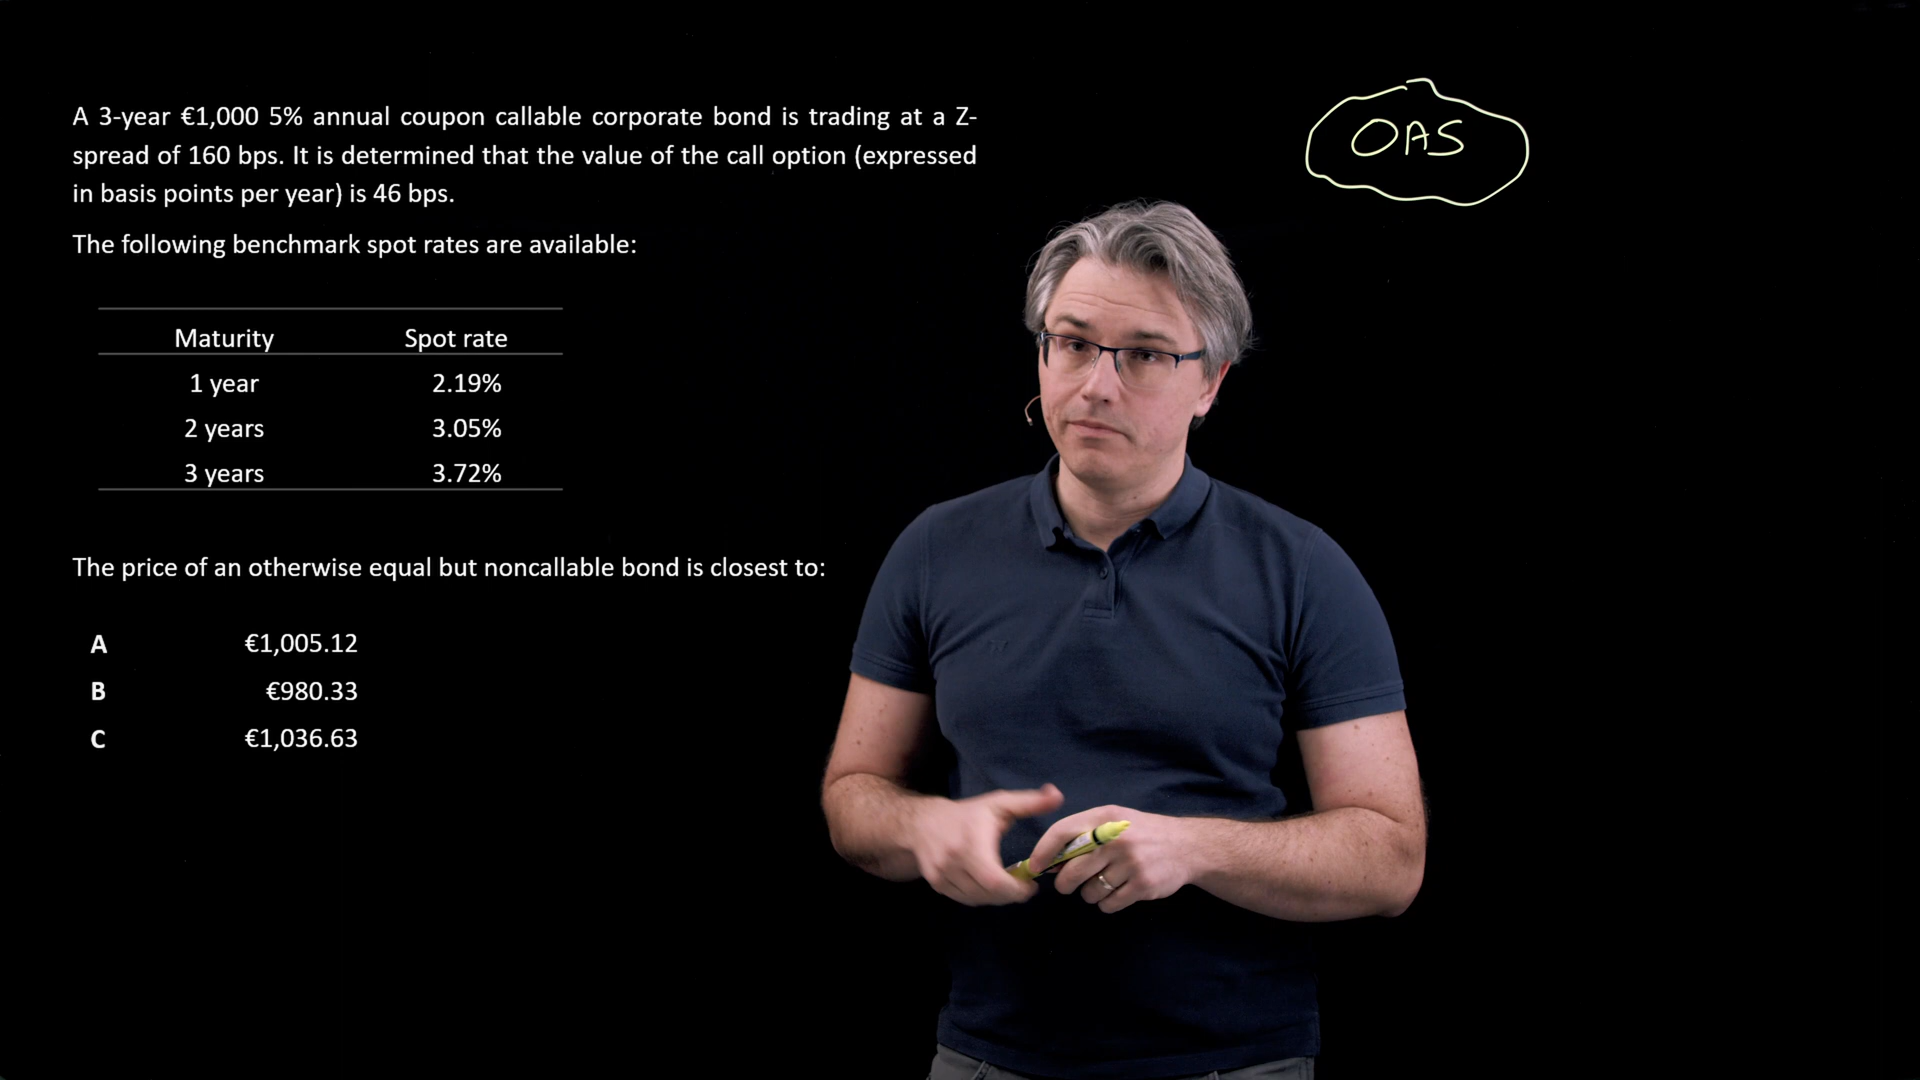 A 3-year €1,000 5% annual coupon callable corporate bond is trading at a Z-
spread of 160 bps. It is determined that the value of the call option (expressed
in basis points per year) is 46 bps.
The following benchmark spot rates are available:
Maturity Spot rate
1 year 2.19%
2 years 3.05%
3 years 3.72%
The price of an otherwise equal but noncallable bond is closest to:
A €1,005.12
B €980.33
C €1,036.63
OAS